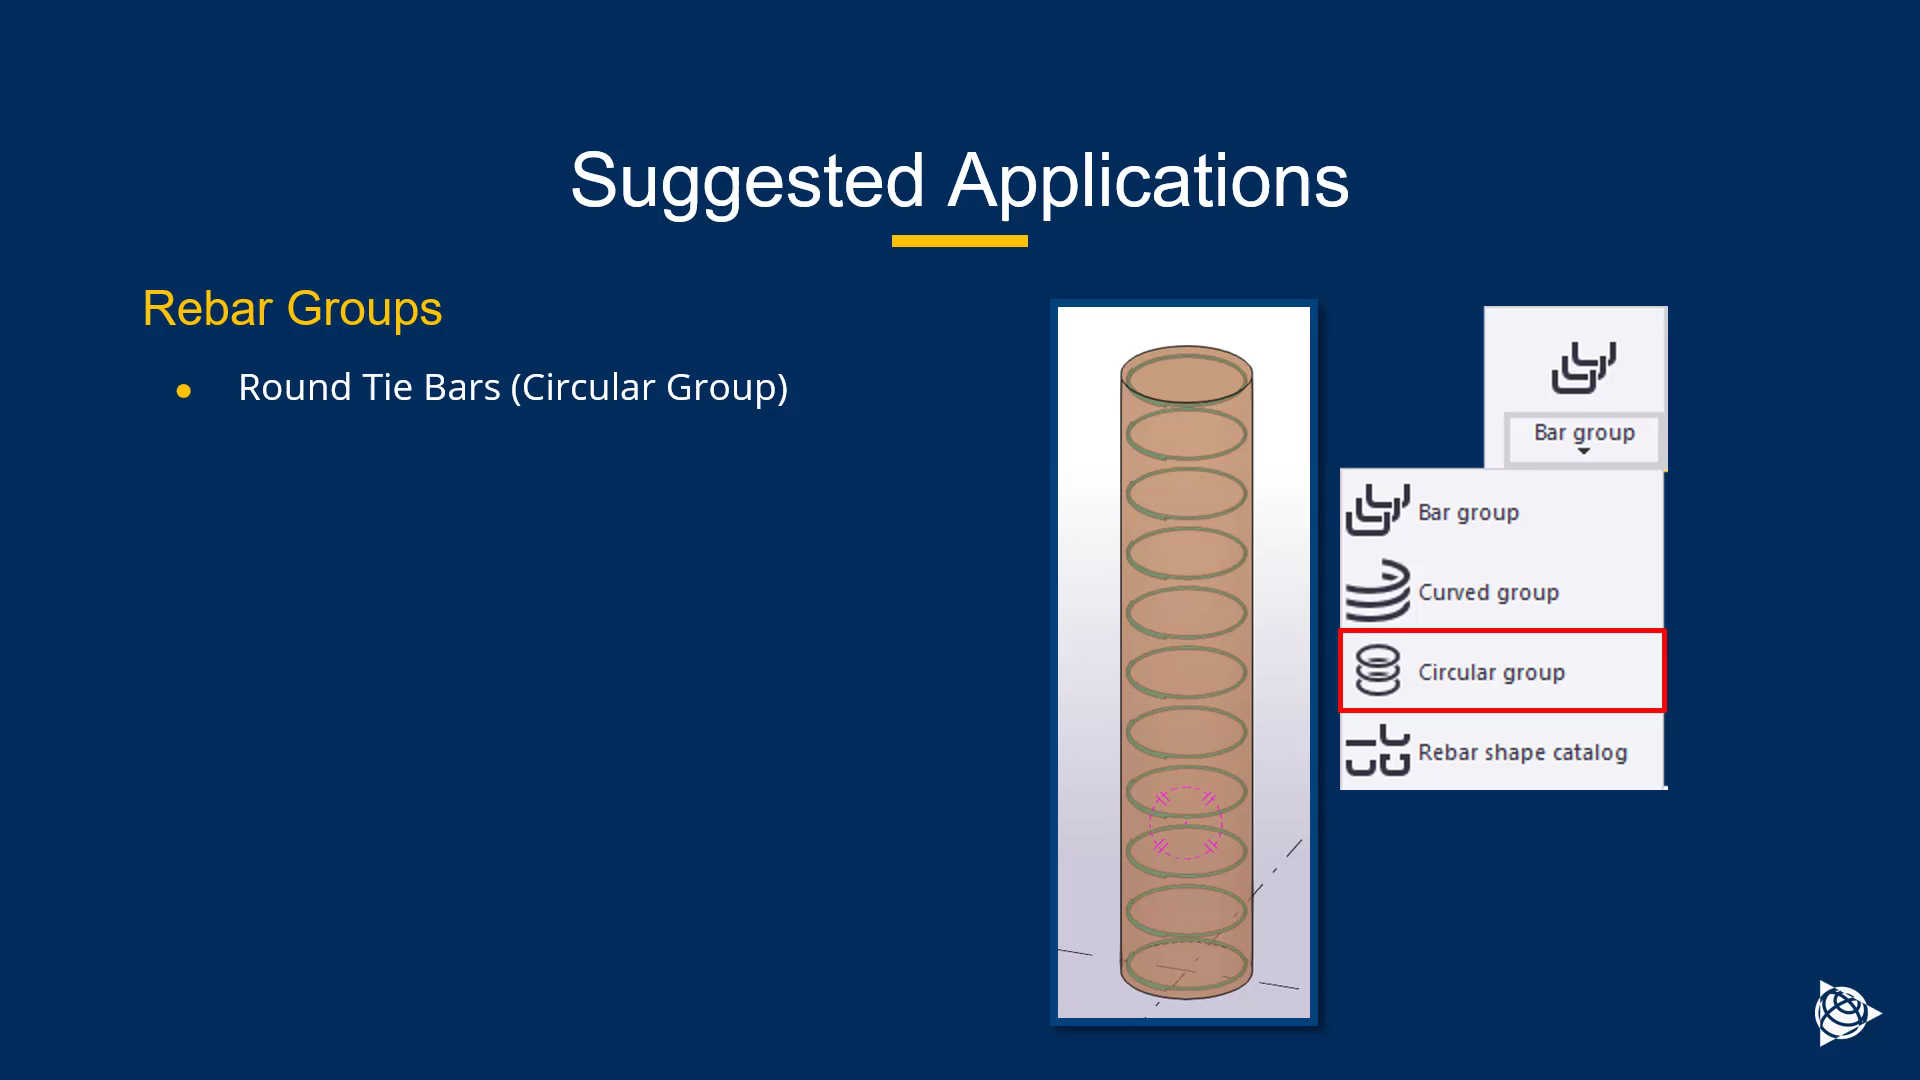 Suggested Applications
Rebar Groups
Round Tie Bars (Circular Group)
Bar group
Bar group
Curved group
Circular group
Rebar shape catalog